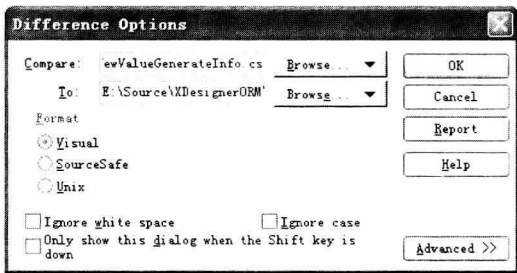 Difference Options
Compare: ewValueGenerateInfo.cs Browse... OK
To: E:\Source\XDesignerORM' Browse... Cancel
Format Report
Visual
SourceSafe Help
Unix
Ignore white space Ignore case
Only show this dialog when the Shift key is
down Advanced >>